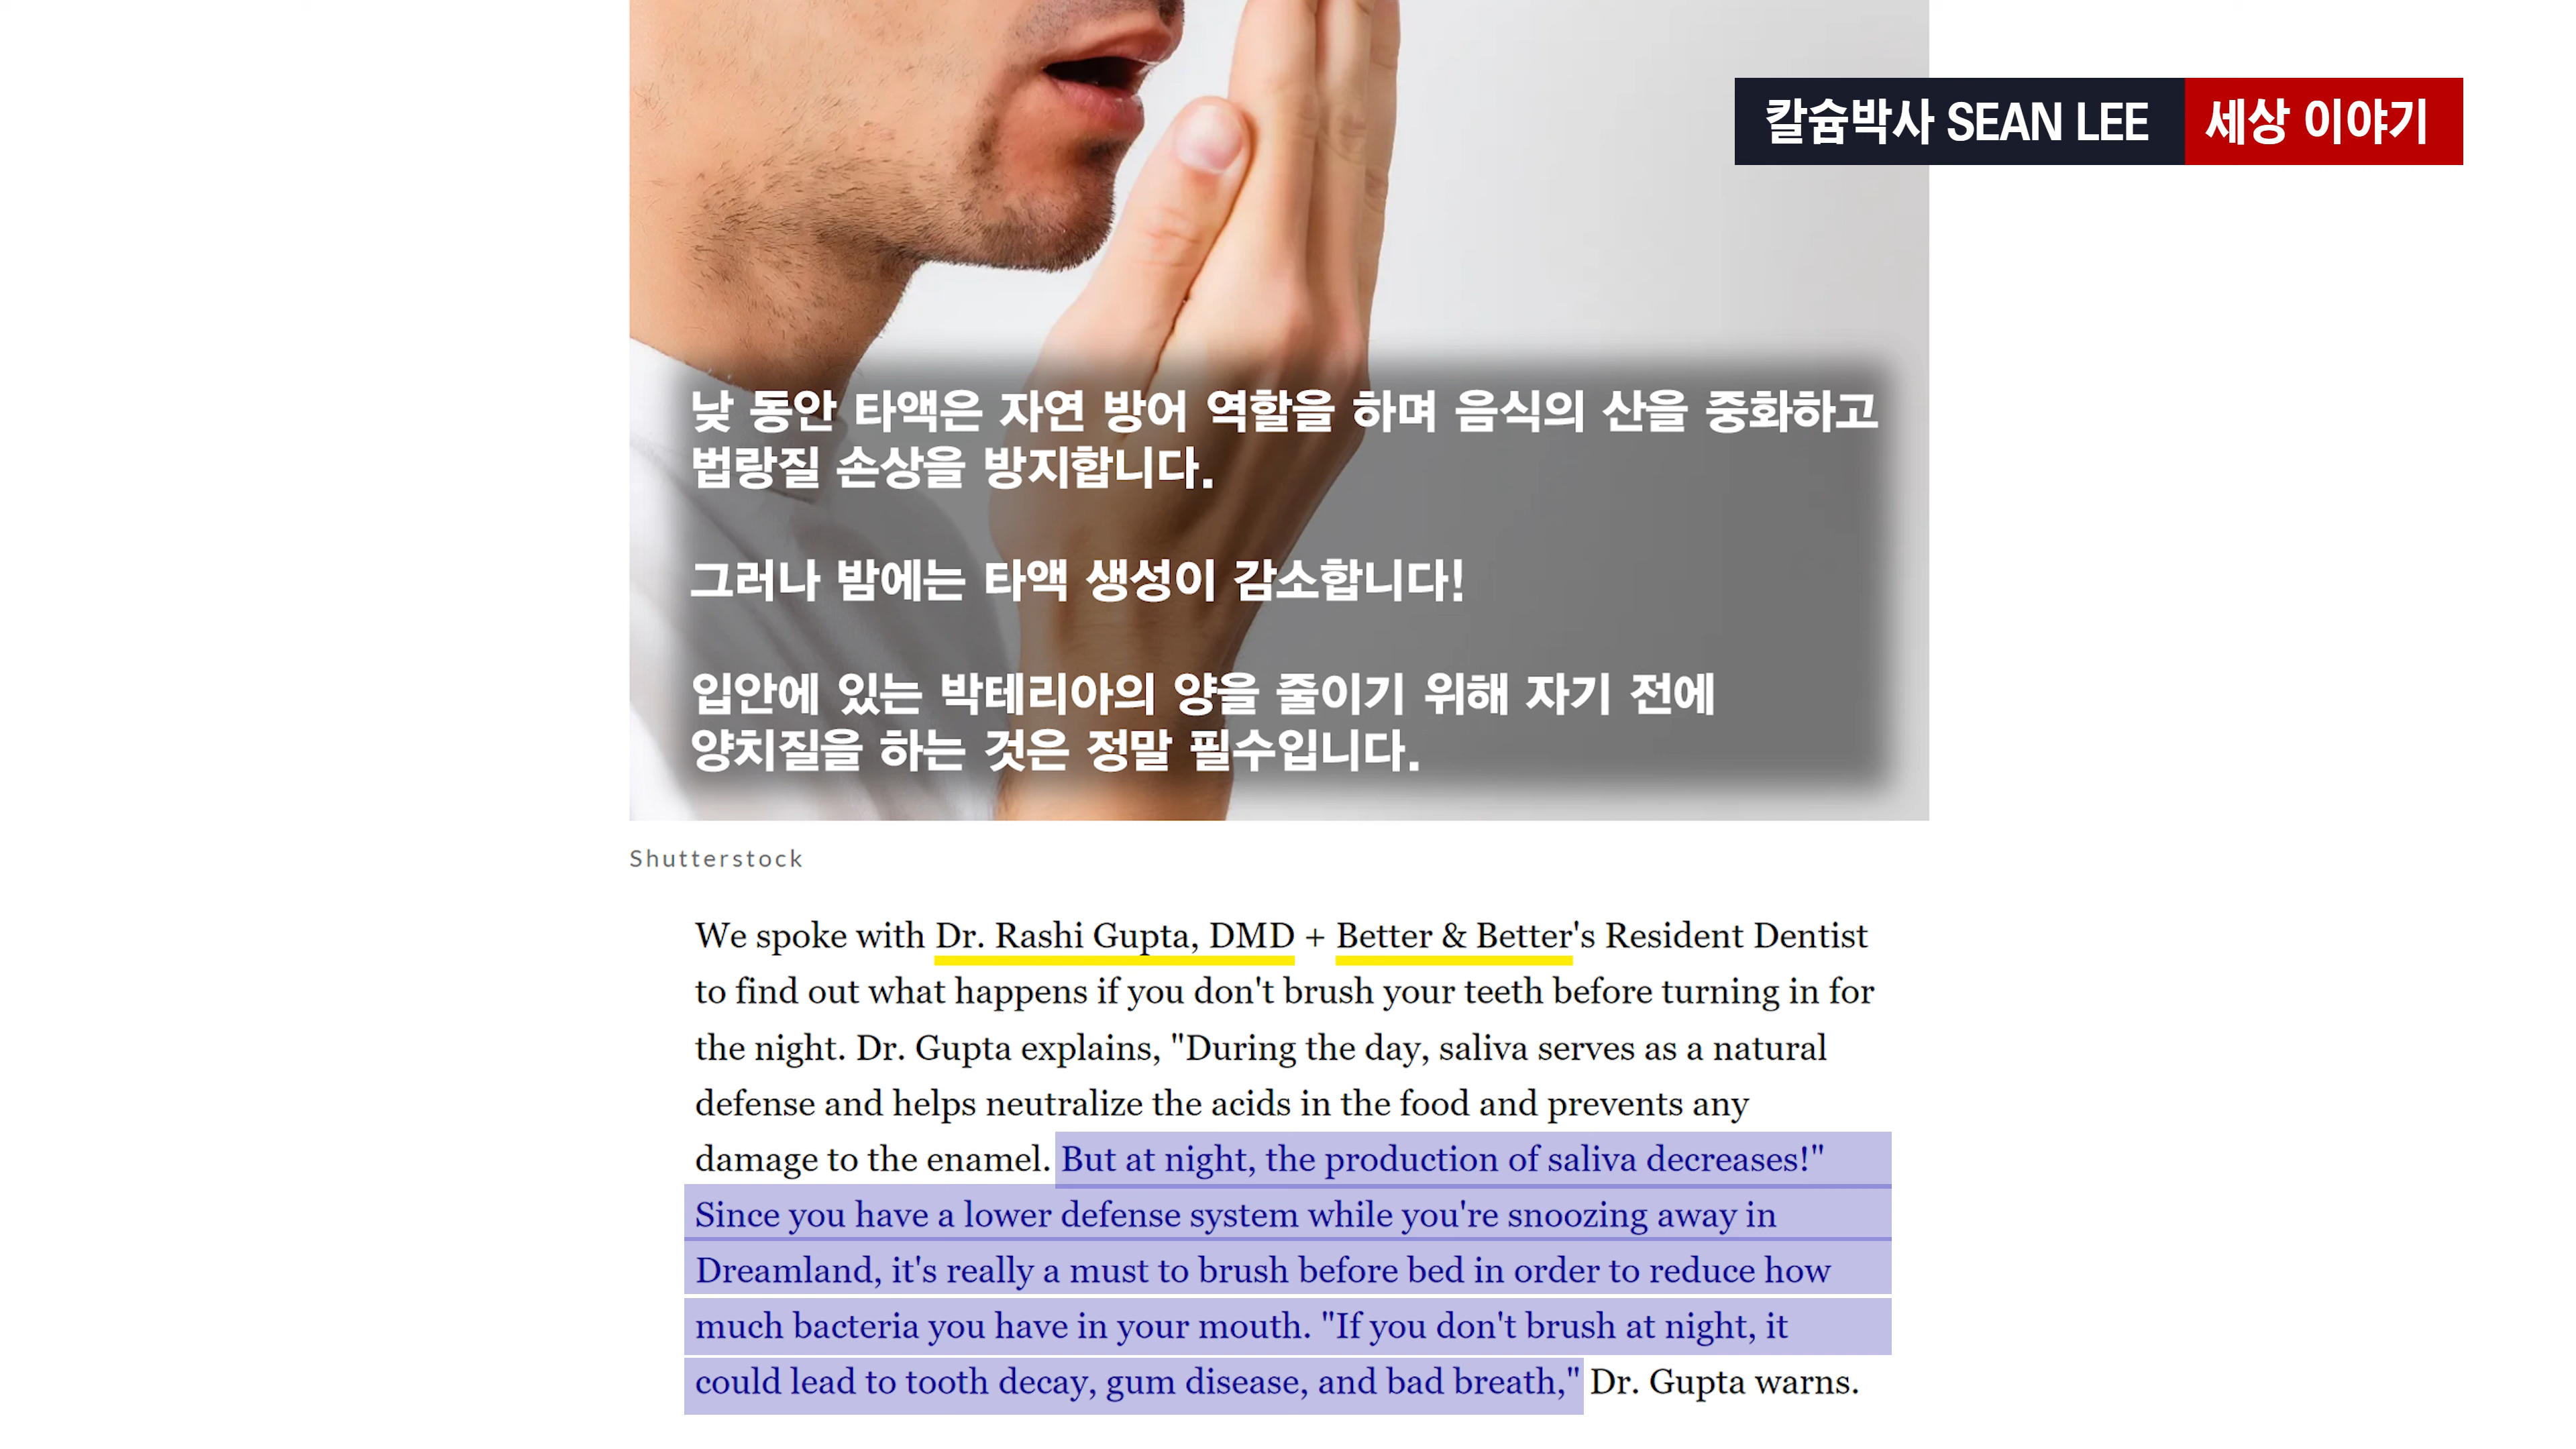 칼슘박사 SEAN LEE 세상 이야기
낮 동안 타액은 자연 방어 역할을 하며 음식의 산을 중화하고
법랑질 손상을 방지합니다.
그러나 밤에는 타액 생성이 감소합니다!
입안에 있는 박테리아의 양을 줄이기 위해 자기 전에
양치질을 하는 것은 정말 필수입니다.
Shutterstock
We spoke with Dr. Rashi Gupta, DMD + Better & Better's Resident Dentist
to find out what happens if you don't brush your teeth before turning in for
the night. Dr. Gupta explains, "During the day, saliva serves as a natural
defense and helps neutralize the acids in the food and prevents any
damage to the enamel. But at night, the production of saliva decreases!"
Since you have a lower defense system while you're snoozing away in
Dreamland, it's really a must to brush before bed in order to reduce how
much bacteria you have in your mouth. "If you don't brush at night, it
could lead to tooth decay, gum disease, and bad breath," Dr. Gupta warns.